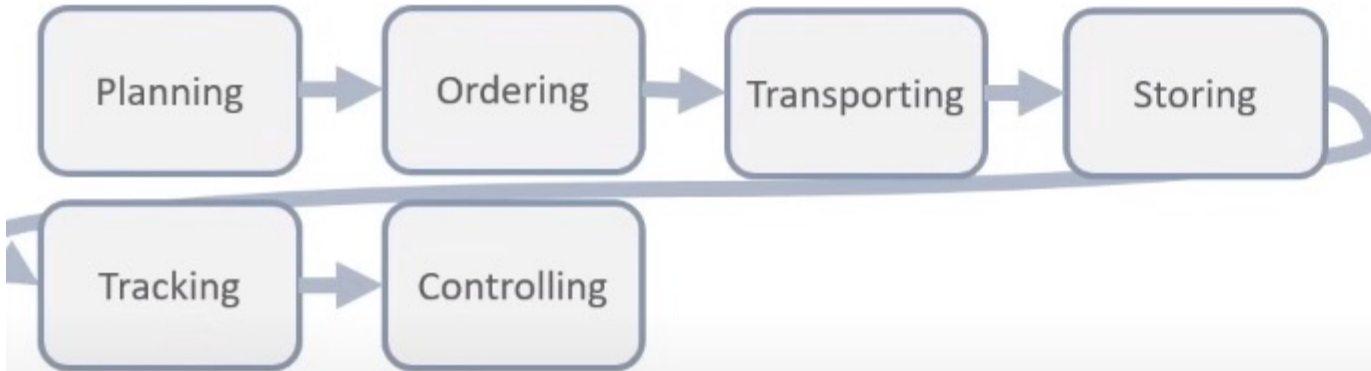 Planning
Ordering
Transporting
Storing
Tracking
Controlling